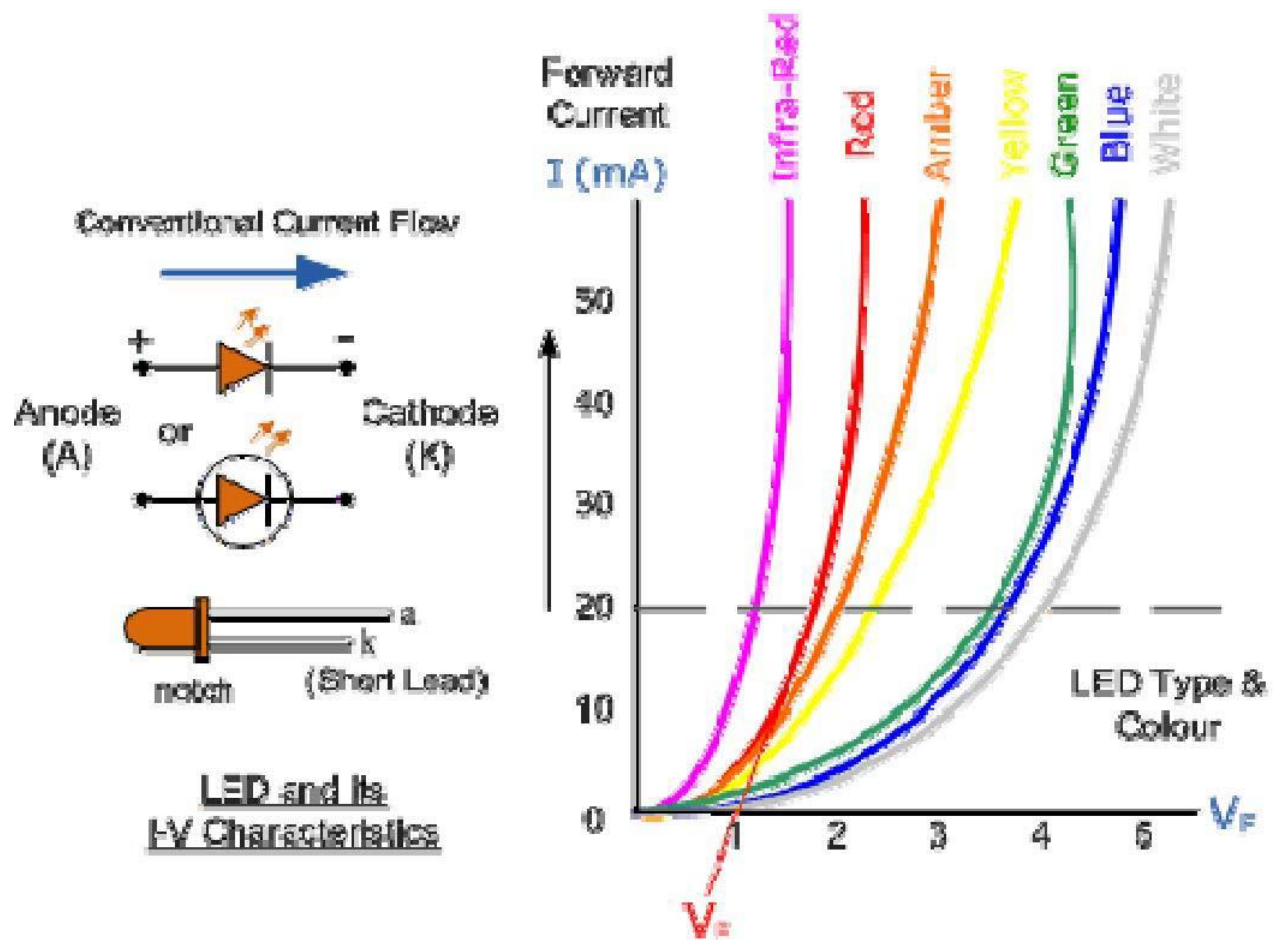 Forward
Current
I (mA)
Infra-Red
Red
Amber
Yellow
Green
Blue
White
Conventional Current Flow
+
-
Anode
(A)
or
Cathode
(K)
a
k
notch
(Short Lead)
LED and its
I-V Characteristics
50
40
30
20
10
0
1
2
3
4
5
V_F
LED Type &
Colour
V_F